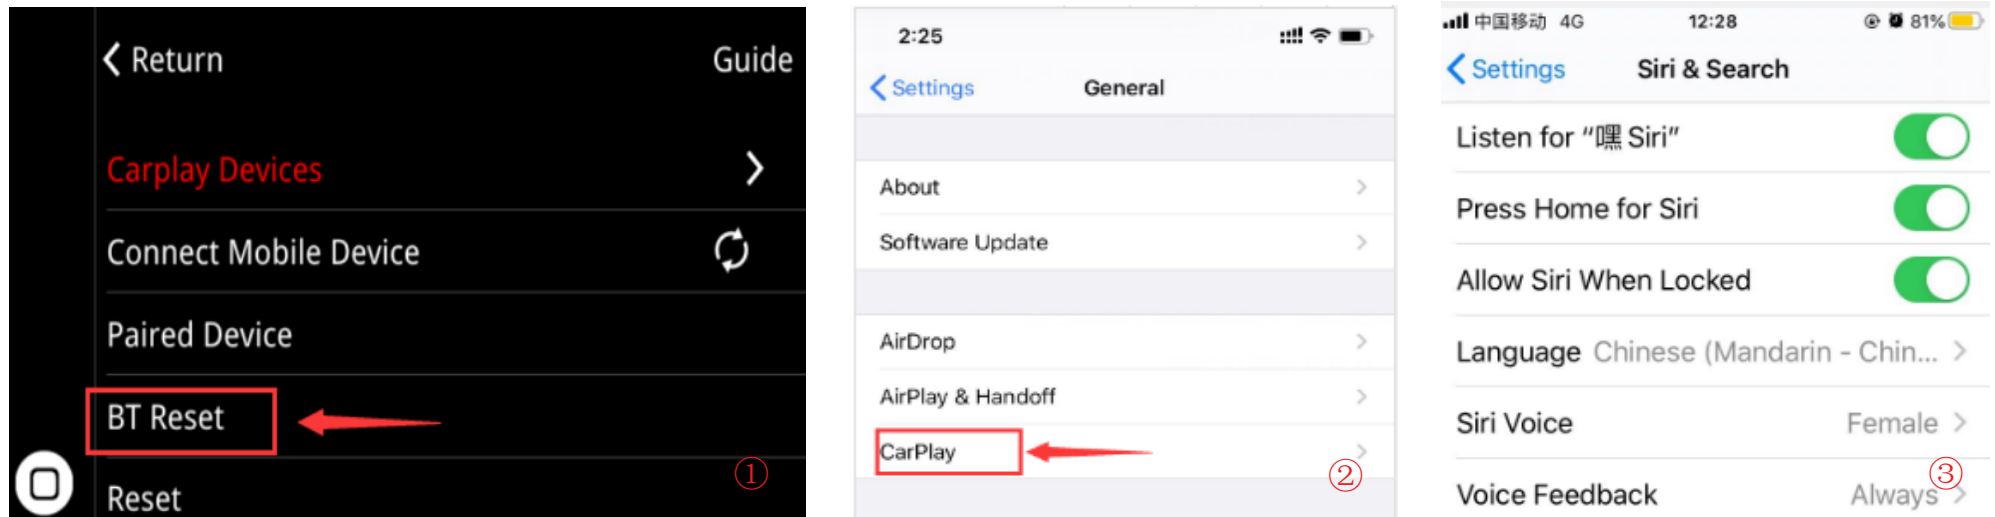 Return
Guide
Carplay Devices
Connect Mobile Device
Paired Device
BT Reset
Reset
①
2:25
Settings
General
About
Software Update
AirDrop
AirPlay & Handoff
CarPlay
②
中国移动 4G 12:28 81%
Settings
Siri & Search
Listen for “嘿 Siri”
Press Home for Siri
Allow Siri When Locked
Language Chinese (Mandarin - Chin...
Siri Voice Female
Voice Feedback Always
③